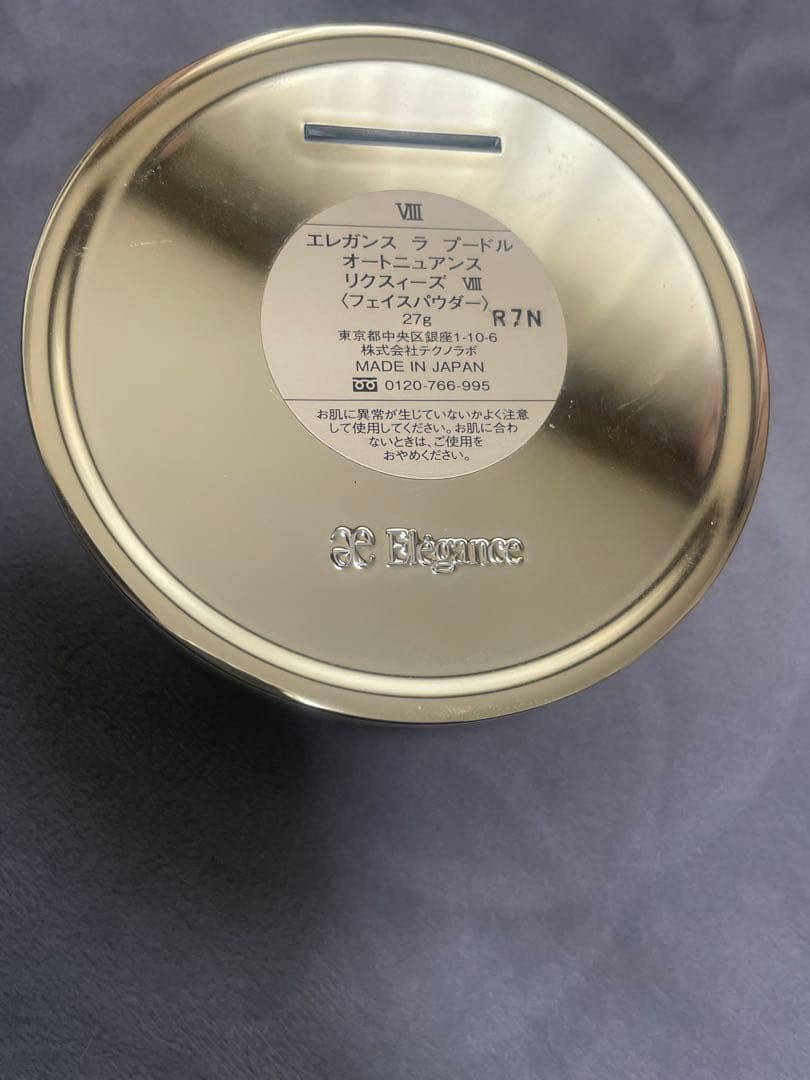 VIII
エレガンス ラ プードル
オートニュアンス
リクスィーズ VIII
〈フェイスパウダー〉
27g R7N
東京都中央区銀座1-10-6
株式会社テクノラボ
MADE IN JAPAN
0120-766-995
お肌に異常が生じていないかよく注意
して使用してください。お肌に合わ
ないときは、ご使用を
おやめください。
Elégance